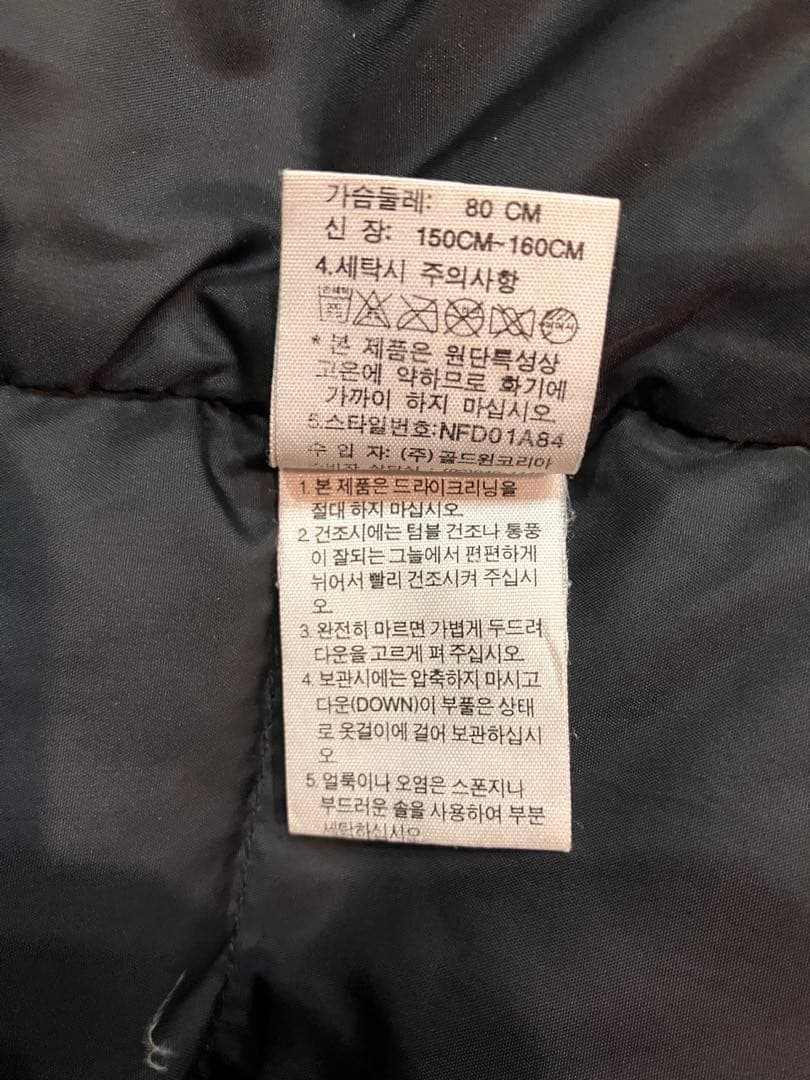 가슴둘레: 80 CM
신 장: 150CM~160CM
4.세탁시 주의사항
* 본 제품은 원단특성상
고온에 약하므로 화기에
가까이 하지 마십시오.
5.스타일번호:NFD01A84
수 입 자: (주) 골드윈코리아
1. 본 제품은 드라이크리닝을
절대 하지 마십시오.
2. 건조시에는 텀블 건조나 통풍
이 잘되는 그늘에서 편편하게
뉘어서 빨리 건조시켜 주십시
오.
3. 완전히 마르면 가볍게 두드려
다운을 고르게 펴 주십시오.
4. 보관시에는 압축하지 마시고
다운(DOWN)이 부풀은 상태
로 옷걸이에 걸어 보관하십시
오.
5. 얼룩이나 오염은 스폰지나
부드러운 솔을 사용하여 부분
세탁하십시오.